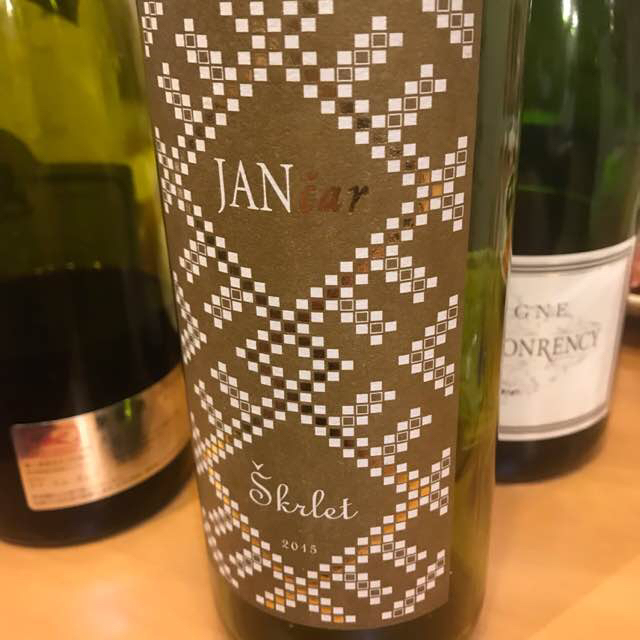 JANčar
Škrlet
2015
GNE
ONRENCY